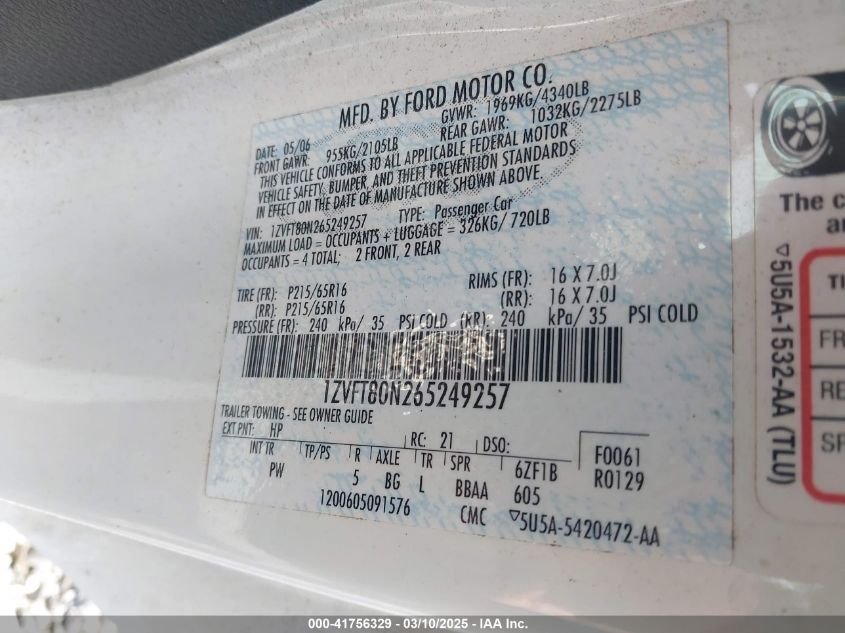 MFD. BY FORD MOTOR CO.
DATE: 05/06 GVWR: 1969KG/4340LB
FRONT GAWR: 955KG/2105LB REAR GAWR: 1032KG/2275LB
THIS VEHICLE CONFORMS TO ALL APPLICABLE FEDERAL MOTOR
VEHICLE SAFETY, BUMPER, AND THEFT PREVENTION STANDARDS
IN EFFECT ON THE DATE OF MANUFACTURE SHOWN ABOVE.
VIN: 1ZVFT80N265249257 TYPE: Passenger Car
MAXIMUM LOAD = OCCUPANTS + LUGGAGE = 326KG/ 720LB
OCCUPANTS = 4 TOTAL; 2 FRONT, 2 REAR
TIRE (FR): P215/65R16 RIMS (FR): 16 X 7.0J
(RR): P215/65R16 (RR): 16 X 7.0J
PRESSURE (FR): 240 kPa/ 35 PSI COLD (RR): 240 kPa/ 35 PSI COLD
1ZVFT80N265249257
TRAILER TOWING - SEE OWNER GUIDE
EXT PNT: HP RC: 21 DSO: F0061
INT TR TP/PS R AXLE TR SPR 6ZF1B R0129
PW 5 BG L BBAA 605
1200605091576 CMC ▽5U5A-5420472-AA
▽5U5A-1532-AA (TLU)
The c
a
TI
FR
RE
SP
000-41756329 — 03/10/2025 — IAA Inc.